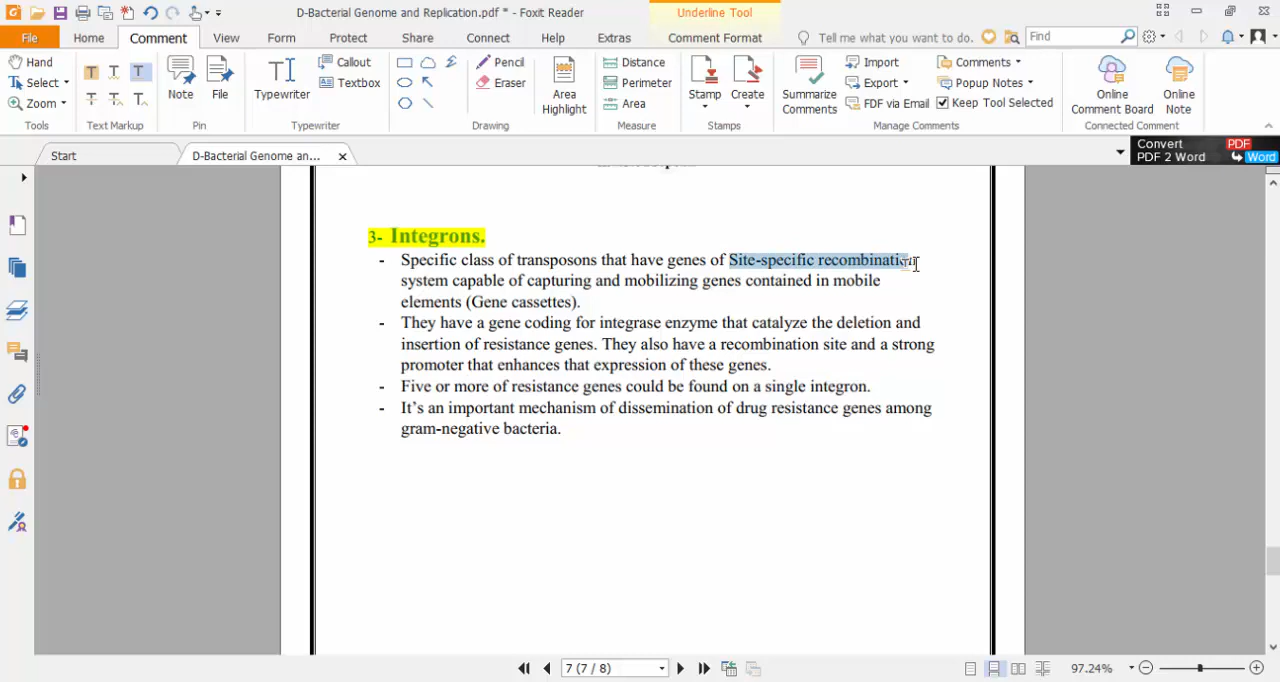 D-Bacterial Genome and Replication.pdf * - Foxit Reader
Underline Tool
File Home Comment View Form Protect Share Connect Help Extras Comment Format Tell me what you want to do. Find
Hand
Select
Zoom
Tools
Text Markup
Note
File
Pin
Typewriter
Callout
Textbox
Typewriter
Pencil
Eraser
Drawing
Area
Highlight
Distance
Perimeter
Area
Measure
Stamp
Create
Stamps
Summarize
Comments
Import
Export
FDF via Email
Comments
Popup Notes
Keep Tool Selected
Manage Comments
Online
Comment Board
Online
Note
Connected Comment
Start
D-Bacterial Genome an...
Convert
PDF 2 Word
PDF
Word
3- Integrons.
- Specific class of transposons that have genes of Site-specific recombination
system capable of capturing and mobilizing genes contained in mobile
elements (Gene cassettes).
- They have a gene coding for integrase enzyme that catalyze the deletion and
insertion of resistance genes. They also have a recombination site and a strong
promoter that enhances that expression of these genes.
- Five or more of resistance genes could be found on a single integron.
- It's an important mechanism of dissemination of drug resistance genes among
gram-negative bacteria.
7 (7 / 8)
97.24%